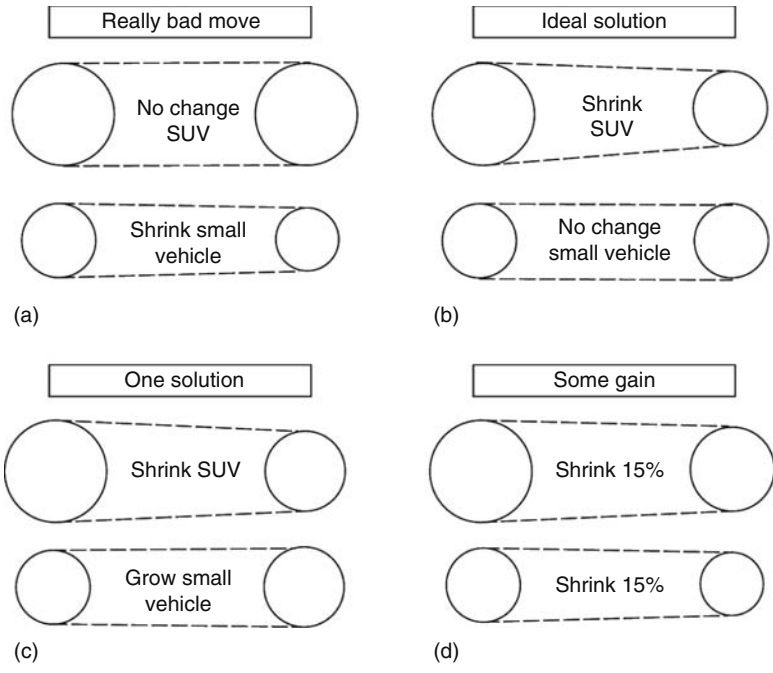 Really bad move
No change
SUV
Shrink small
vehicle
(a)
Ideal solution
Shrink
SUV
No change
small vehicle
(b)
One solution
Shrink SUV
Grow small
vehicle
(c)
Some gain
Shrink 15%
Shrink 15%
(d)